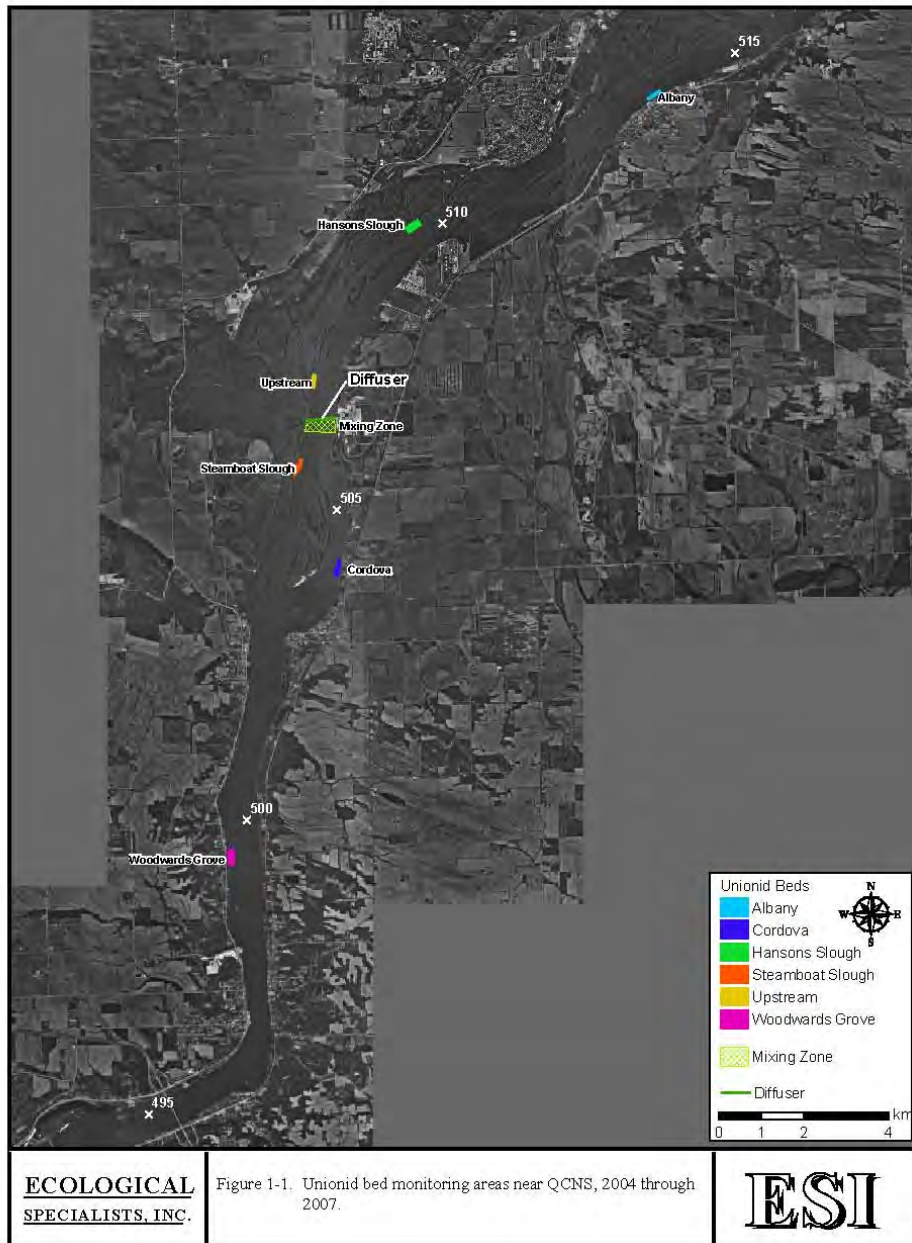 515
Albany
Hansons Slough
510
Upstream
Diffuser
Mixing Zone
Steamboat Slough
505
Cordova
500
Woodwards Grove
495
Unionid Beds
Albany
Cordova
Hansons Slough
Steamboat Slough
Upstream
Woodwards Grove
Mixing Zone
Diffuser
N
W E
S
km
0 1 2 4
ECOLOGICAL
SPECIALISTS, INC.
Figure 1-1. Unionid bed monitoring areas near QCNS, 2004 through
2007.
ESI